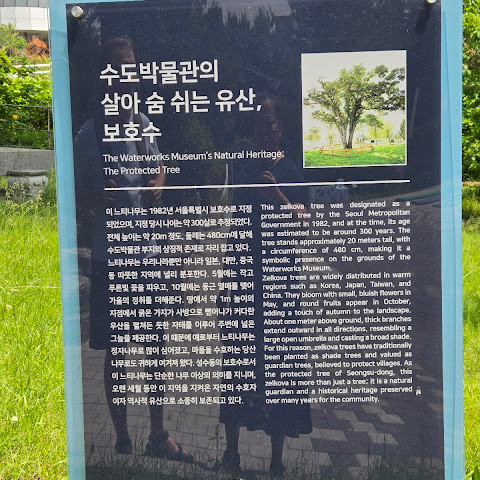 수도박물관의
살아 숨 쉬는 유산,
보호수
The Waterworks Museum's Natural Heritage:
The Protected Tree
이 느티나무는 1982년 서울특별시 보호수로 지정
되었으며, 지정 당시 나이는 약 300살로 추정되었다.
전체 높이는 약 20m 정도, 둘레는 480cm에 달해
수도박물관 부지의 상징적 존재로 자리 잡고 있다.
느티나무는 우리나라뿐만 아니라 일본, 대만, 중국
등 따뜻한 지역에 널리 분포한다. 5월에는 작고
푸른빛 꽃을 피우고, 10월에는 둥근 열매를 맺어
가을의 정취를 더해준다. 땅에서 약 1m 높이의
지점에서 굵은 가지가 사방으로 뻗어나가 커다란
우산을 펼쳐둔 듯한 자태를 이루어 주변에 넓은
그늘을 제공한다. 이 때문에 예로부터 느티나무는
정자나무로 많이 심어졌고, 마을을 수호하는 당산
나무로도 귀하게 여겨져 왔다. 성수동의 보호수로서
이 느티나무는 단순한 나무 이상의 의미를 지니며,
오랜 세월 동안 이 지역을 지켜온 자연의 수호자
이자 역사적 유산으로 소중히 보존되고 있다.
This zelkova tree was designated as a
protected tree by the Seoul Metropolitan
Government in 1982, and at the time, its age
was estimated to be around 300 years. The
tree stands approximately 20 meters tall, with
a circumference of 480 cm, making it a
symbolic presence on the grounds of the
Waterworks Museum.
Zelkova trees are widely distributed in warm
regions such as Korea, Japan, Taiwan, and
China. They bloom with small, bluish flowers in
May, and round fruits appear in October,
adding a touch of autumn to the landscape.
About one meter above ground, thick branches
extend outward in all directions, resembling a
large open umbrella and casting a broad shade.
For this reason, zelkova trees have traditionally
been planted as shade trees and valued as
guardian trees, believed to protect villages. As
the protected tree of Seongsu-dong, this
zelkova is more than just a tree; it is a natural
guardian and a historical heritage preserved
over many years for the community.